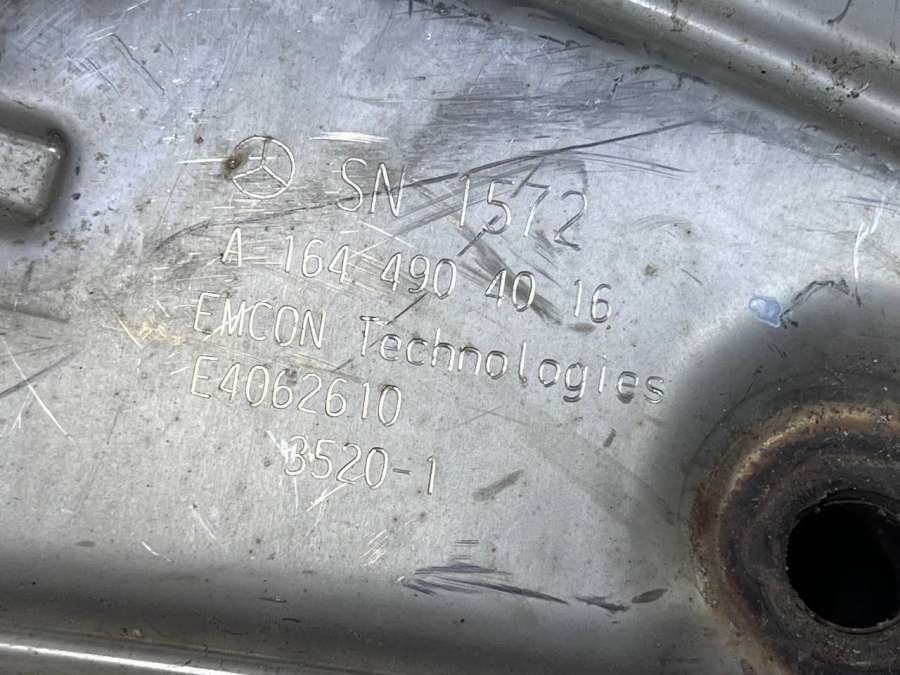 SN 1572
A 164 490 40 16
EMCON Technologies
E4062610
3520-1